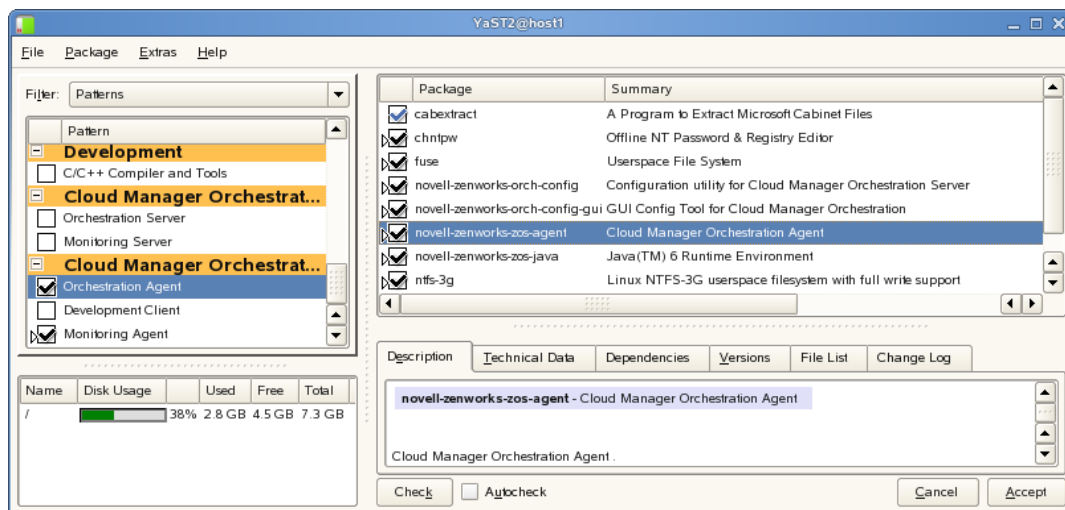 YaST2@host1
File Package Extras Help
Filter: Patterns
Pattern
Development
C/C++ Compiler and Tools
Cloud Manager Orchestrat...
Orchestration Server
Monitoring Server
Cloud Manager Orchestrat...
Orchestration Agent
Development Client
Monitoring Agent
Name Disk Usage Used Free Total
/ 38% 2.8 GB 4.5 GB 7.3 GB
Package Summary
cabextract A Program to Extract Microsoft Cabinet Files
chntpw Offline NT Password & Registry Editor
fuse Userspace File System
novell-zenworks-orch-config Configuration utility for Cloud Manager Orchestration Server
novell-zenworks-orch-config-gui GUI Config Tool for Cloud Manager Orchestration
novell-zenworks-zos-agent Cloud Manager Orchestration Agent
novell-zenworks-zos-java Java(TM) 6 Runtime Environment
ntfs-3g Linux NTFS-3G userspace filesystem with full write support
Description Technical Data Dependencies Versions File List Change Log
novell-zenworks-zos-agent - Cloud Manager Orchestration Agent
Cloud Manager Orchestration Agent .
Check Autocheck Cancel Accept